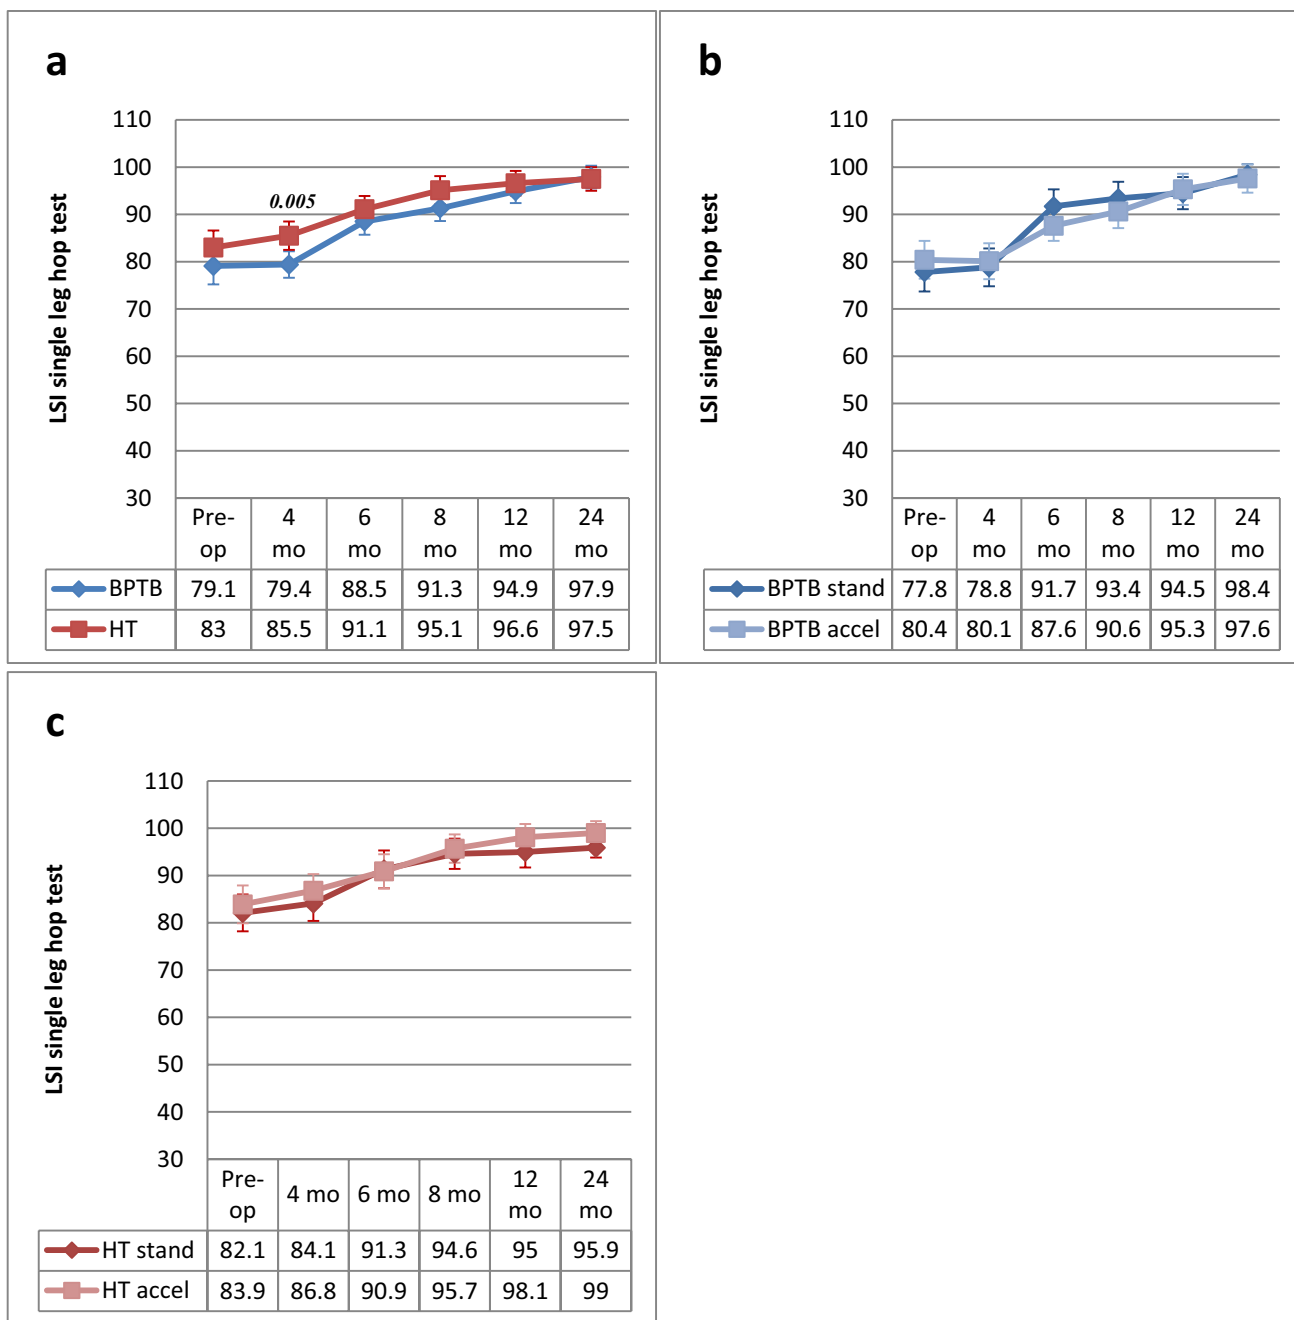 a
LSI single leg hop test
110
100
90
80
70
60
50
40
30
0.005
Pre-op 4 mo 6 mo 8 mo 12 mo 24 mo
BPTB 79.1 79.4 88.5 91.3 94.9 97.9
HT 83 85.5 91.1 95.1 96.6 97.5
b
LSI single leg hop test
110
100
90
80
70
60
50
40
30
Pre-op 4 mo 6 mo 8 mo 12 mo 24 mo
BPTB stand 77.8 78.8 91.7 93.4 94.5 98.4
BPTB accel 80.4 80.1 87.6 90.6 95.3 97.6
c
LSI single leg hop test
110
100
90
80
70
60
50
40
30
Pre-op 4 mo 6 mo 8 mo 12 mo 24 mo
HT stand 82.1 84.1 91.3 94.6 95 95.9
HT accel 83.9 86.8 90.9 95.7 98.1 99